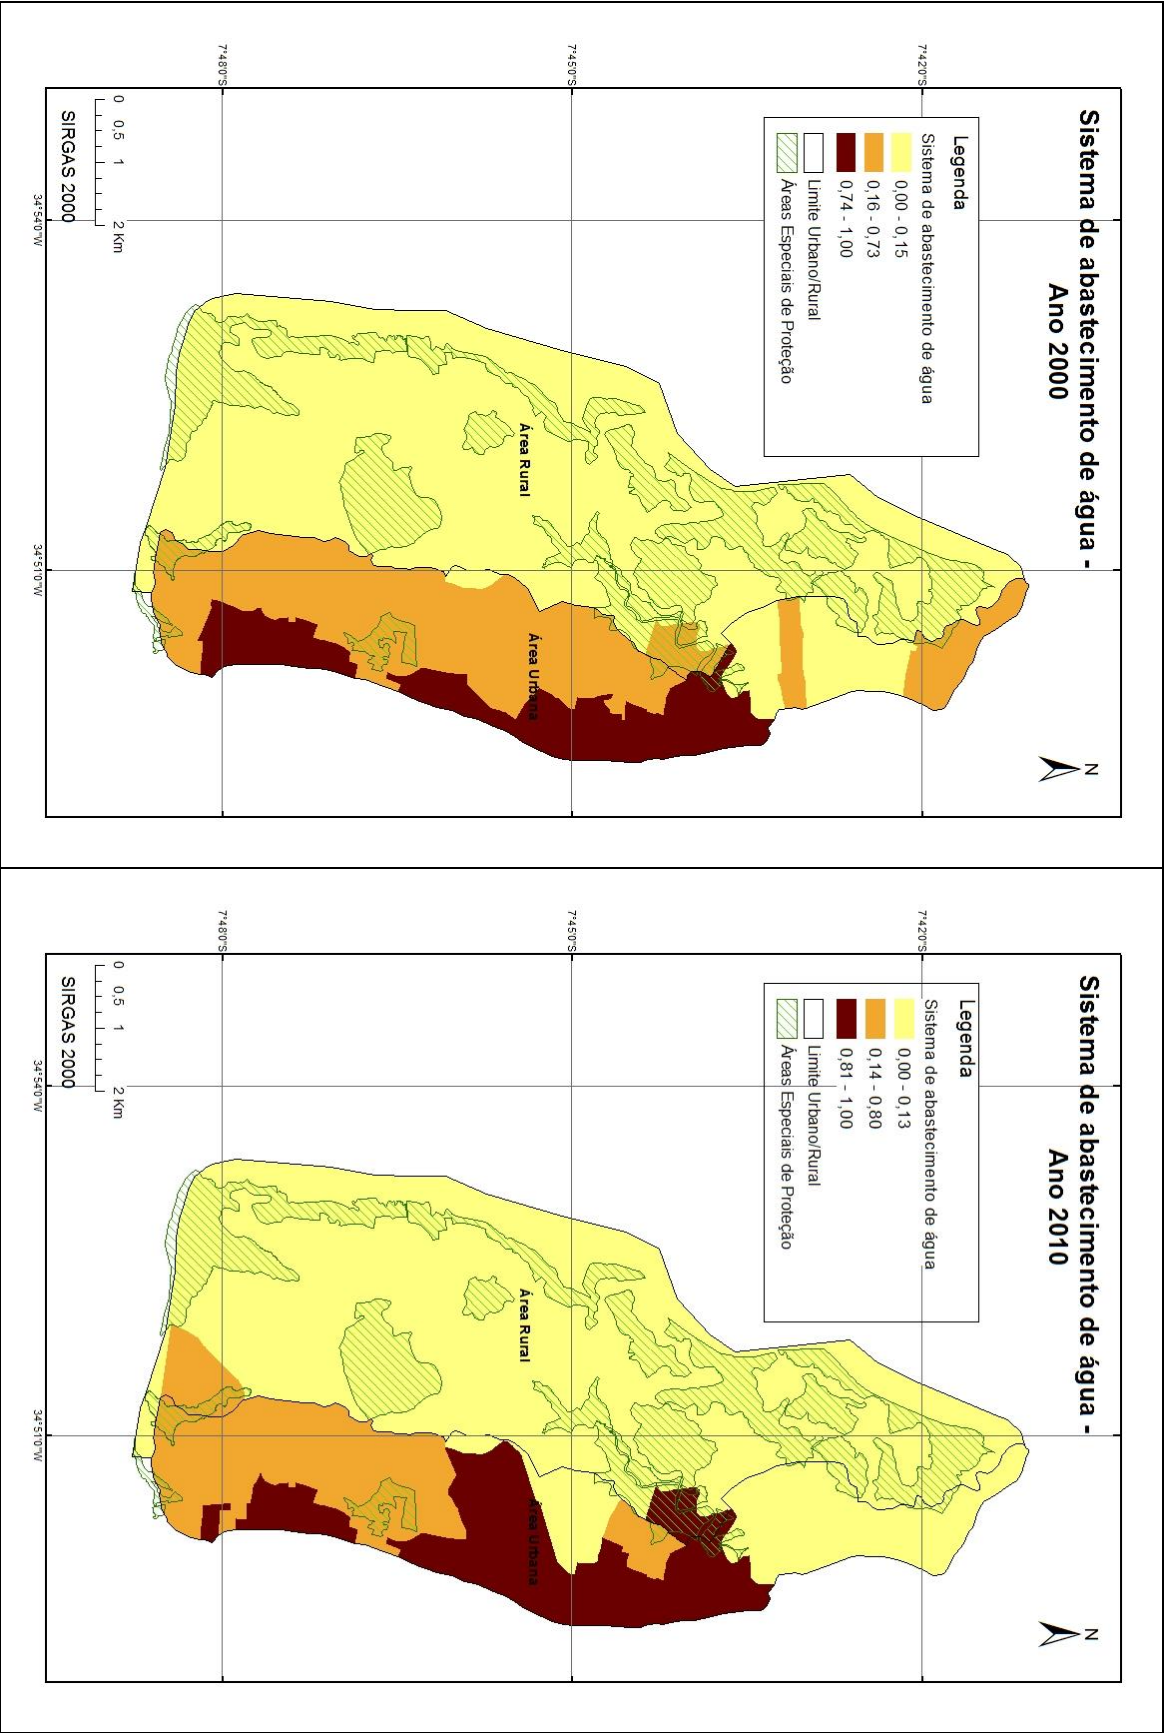 Sistema de abastecimento de água -
Ano 2000
N
Legenda
Sistema de abastecimento de água
0,00 - 0,15
0,16 - 0,73
0,74 - 1,00
Limite Urbano/Rural
Áreas Especiais de Proteção
7°42'0"S
7°45'0"S
7°48'0"S
Área Rural
Área Urbana
0 0,5 1 2 Km
SIRGAS 2000
34°54'0"W
34°51'0"W
Sistema de abastecimento de água -
Ano 2010
N
Legenda
Sistema de abastecimento de água
0,00 - 0,13
0,14 - 0,80
0,81 - 1,00
Limite Urbano/Rural
Áreas Especiais de Proteção
7°42'0"S
7°45'0"S
7°48'0"S
Área Rural
Área Urbana
0 0,5 1 2 Km
SIRGAS 2000
34°54'0"W
34°51'0"W